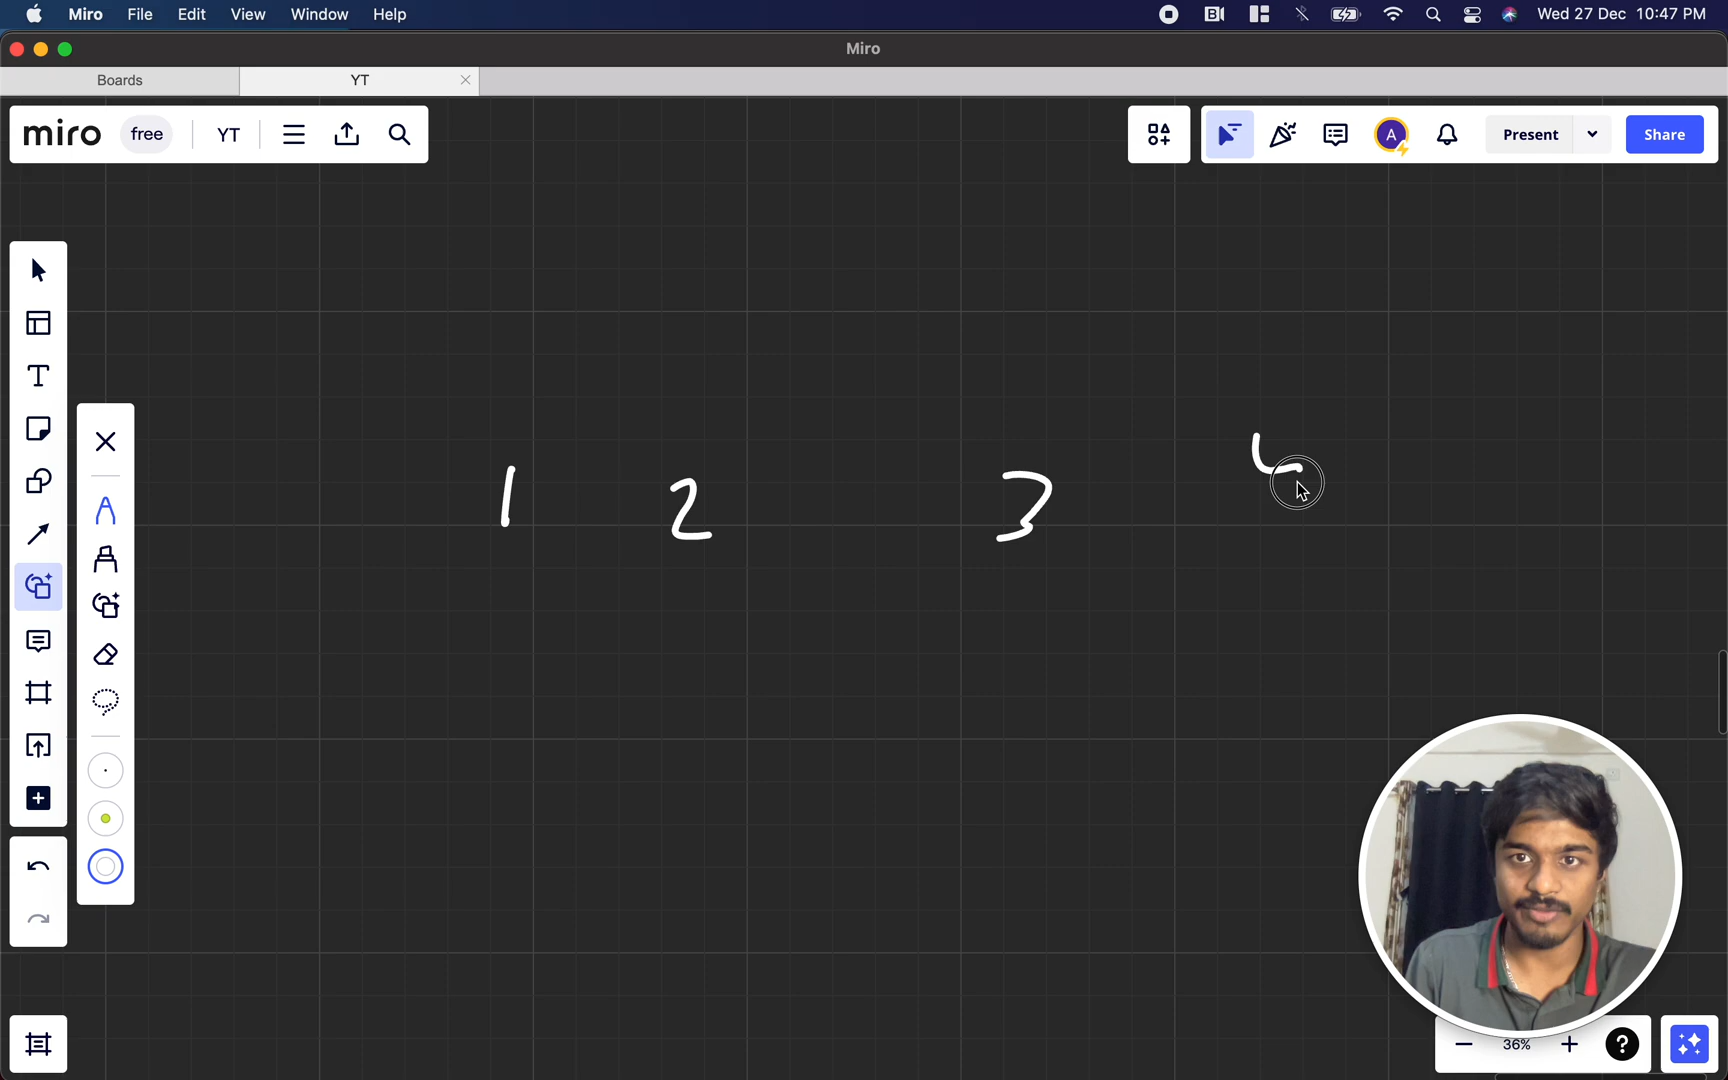 Miro File Edit View Window Help Wed 27 Dec 10:47 PM
Miro
Boards YT
miro free YT Present Share
A
1 2 3
36%